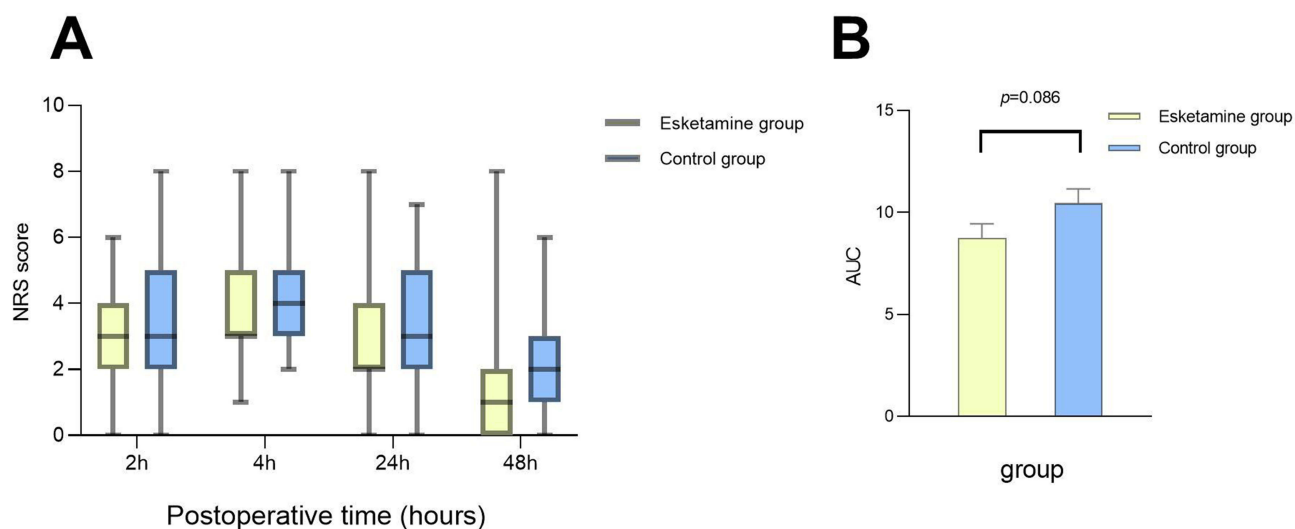 A
10
8
6
4
2
0
NRS score
2h
4h
24h
48h
Postoperative time (hours)
Esketamine group
Control group
B
15
10
5
0
AUC
p=0.086
group
Esketamine group
Control group